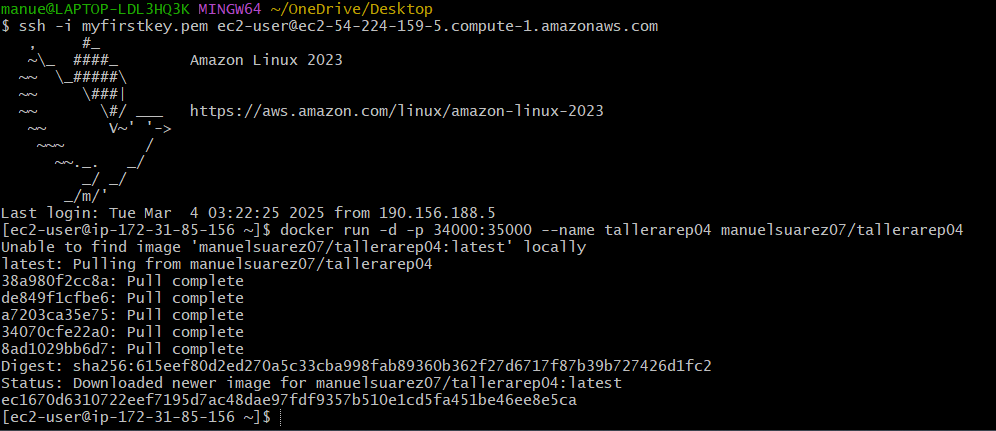 manue@LAPTOP-LDL3HQ3K MINGW64 ~/OneDrive/Desktop
$ ssh -i myfirstkey.pem ec2-user@ec2-54-224-159-5.compute-1.amazonaws.com
   ,     #_
   ~\_  ####_        Amazon Linux 2023
  ~~  \_#####\
  ~~     \###|
  ~~       \#/ ___   https://aws.amazon.com/linux/amazon-linux-2023
   ~~       V~' '->
    ~~~         /
      ~~._.   _/
         _/ _/
       _/m/'
Last login: Tue Mar  4 03:22:25 2025 from 190.156.188.5
[ec2-user@ip-172-31-85-156 ~]$ docker run -d -p 34000:35000 --name tallerarep04 manuelsuarez07/tallerarep04
Unable to find image 'manuelsuarez07/tallerarep04:latest' locally
latest: Pulling from manuelsuarez07/tallerarep04
38a980f2cc8a: Pull complete
de849f1cfbe6: Pull complete
a7203ca35e75: Pull complete
34070cfe22a0: Pull complete
8ad1029bb6d7: Pull complete
Digest: sha256:615eef80d2ed270a5c33cba998fab89360b362f27d6717f87b39b727426d1fc2
Status: Downloaded newer image for manuelsuarez07/tallerarep04:latest
ec1670d6310722eef7195d7ac48dae97fdf9357b510e1cd5fa451be46ee8e5ca
[ec2-user@ip-172-31-85-156 ~]$